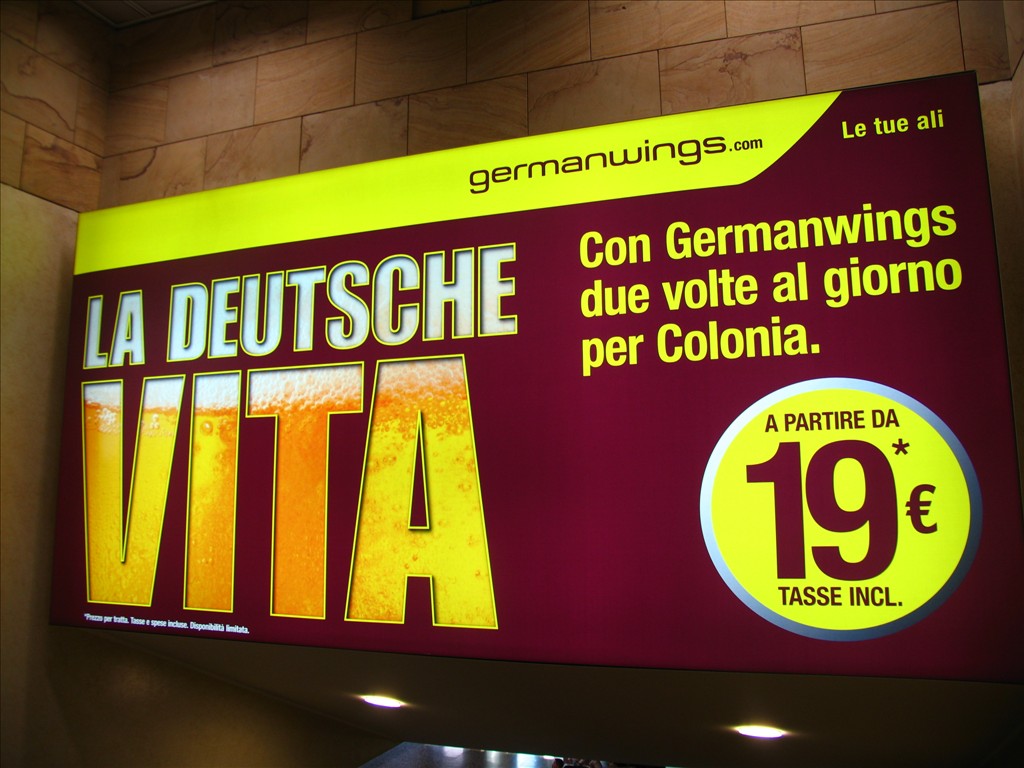 germanwings.com
Le tue ali
LA DEUTSCHE
VITA
Con Germanwings
due volte al giorno
per Colonia.
A PARTIRE DA
19*€
TASSE INCL.
*Prezzo per tratta. Tasse e spese incluse. Disponibilità limitata.